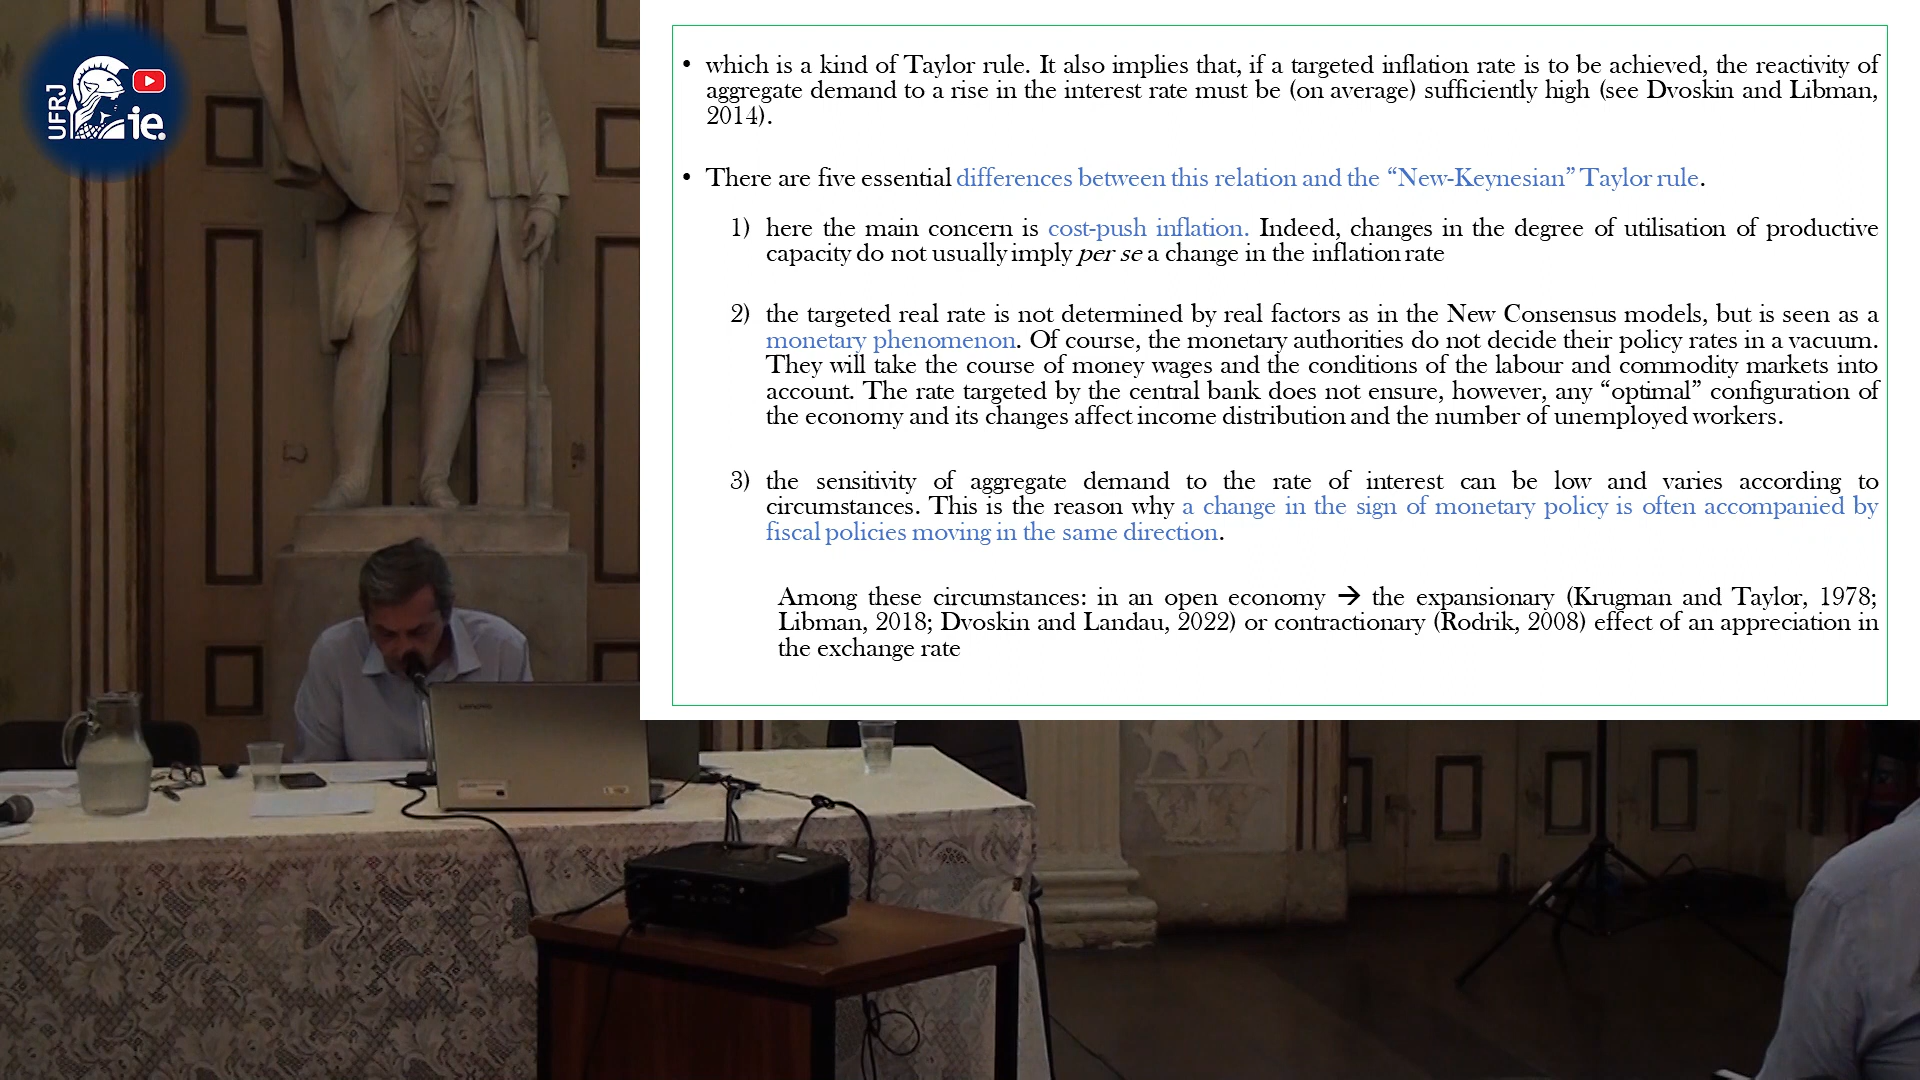 UFRJ
ie.
• which is a kind of Taylor rule. It also implies that, if a targeted inflation rate is to be achieved, the reactivity of
aggregate demand to a rise in the interest rate must be (on average) sufficiently high (see Dvoskin and Libman,
2014).
• There are five essential differences between this relation and the “New-Keynesian” Taylor rule.
1) here the main concern is cost-push inflation. Indeed, changes in the degree of utilisation of productive
capacity do not usually imply per se a change in the inflation rate
2) the targeted real rate is not determined by real factors as in the New Consensus models, but is seen as a
monetary phenomenon. Of course, the monetary authorities do not decide their policy rates in a vacuum.
They will take the course of money wages and the conditions of the labour and commodity markets into
account. The rate targeted by the central bank does not ensure, however, any “optimal” configuration of
the economy and its changes affect income distribution and the number of unemployed workers.
3) the sensitivity of aggregate demand to the rate of interest can be low and varies according to
circumstances. This is the reason why a change in the sign of monetary policy is often accompanied by
fiscal policies moving in the same direction.
Among these circumstances: in an open economy → the expansionary (Krugman and Taylor, 1978;
Libman, 2018; Dvoskin and Landau, 2022) or contractionary (Rodrik, 2008) effect of an appreciation in
the exchange rate
Lenovo